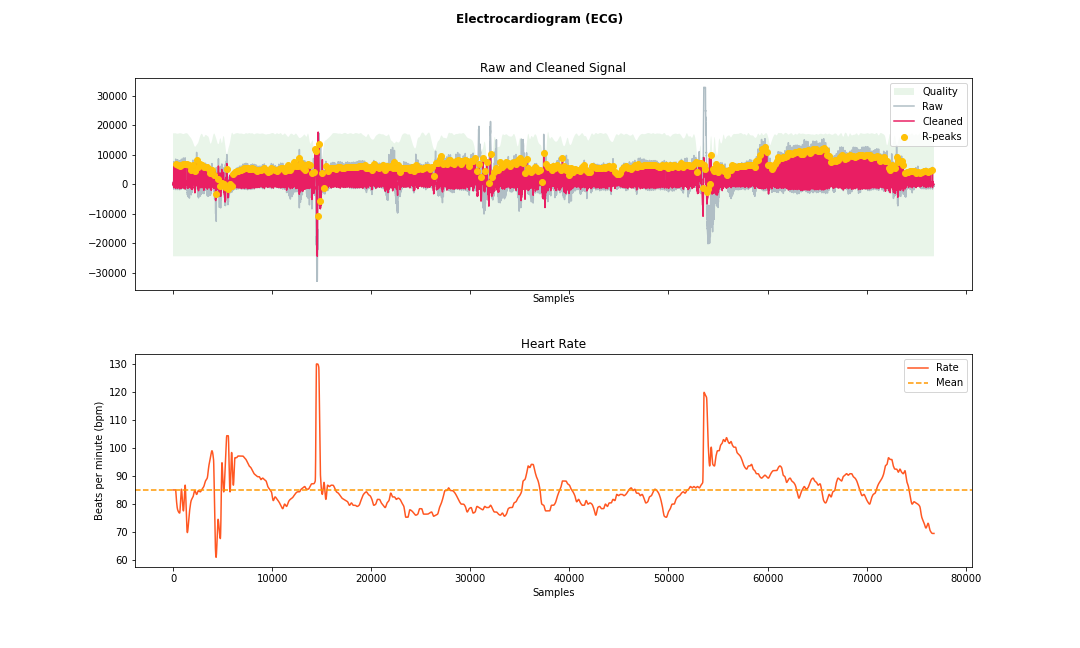 Electrocardiogram (ECG)
Raw and Cleaned Signal
30000
20000
10000
0
−10000
−20000
−30000
Quality
Raw
Cleaned
R-peaks
Samples
Heart Rate
Beats per minute (bpm)
130
120
110
100
90
80
70
60
Rate
Mean
0 10000 20000 30000 40000 50000 60000 70000 80000
Samples